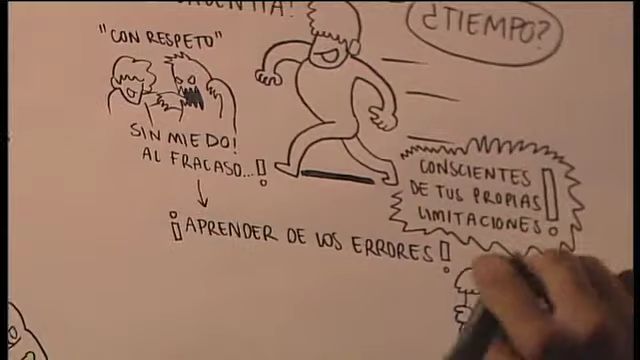 ¿TIEMPO?
"CON RESPETO"
SIN MIEDO!
AL FRACASO...!
¡APRENDER DE LOS ERRORES!
CONSCIENTES
DE TUS PROPIAS
LIMITACIONES!